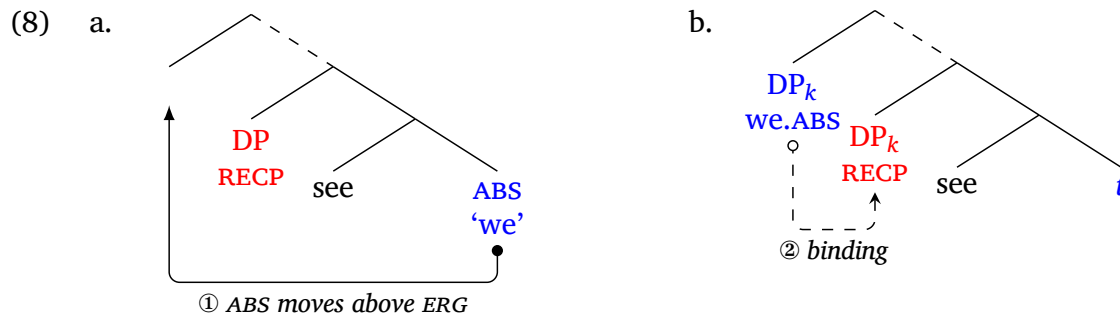 (8) a. b.
DP
RECP
see
ABS
‘we’
① ABS moves above ERG
DPk
we.ABS
DPk
RECP
see
② binding